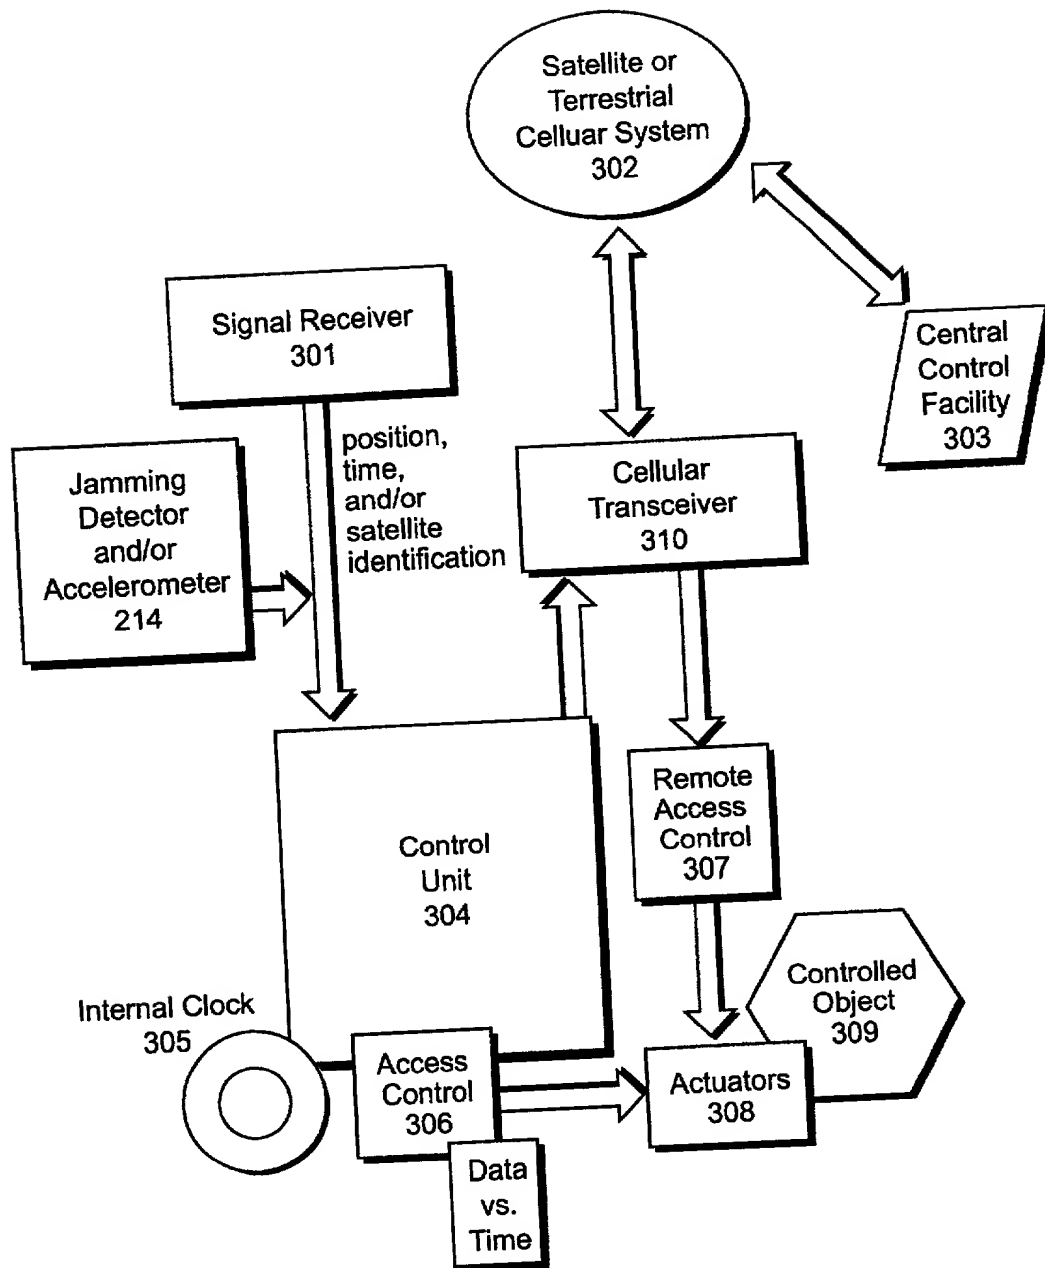 Satellite or
Terrestrial
Celluar System
302
Signal Receiver
301
Central
Control
Facility
303
position,
time,
and/or
satellite
identification
Jamming
Detector
and/or
Accelerometer
214
Cellular
Transceiver
310
Remote
Access
Control
307
Control
Unit
304
Controlled
Object
309
Internal Clock
305
Access
Control
306
Actuators
308
Data
vs.
Time